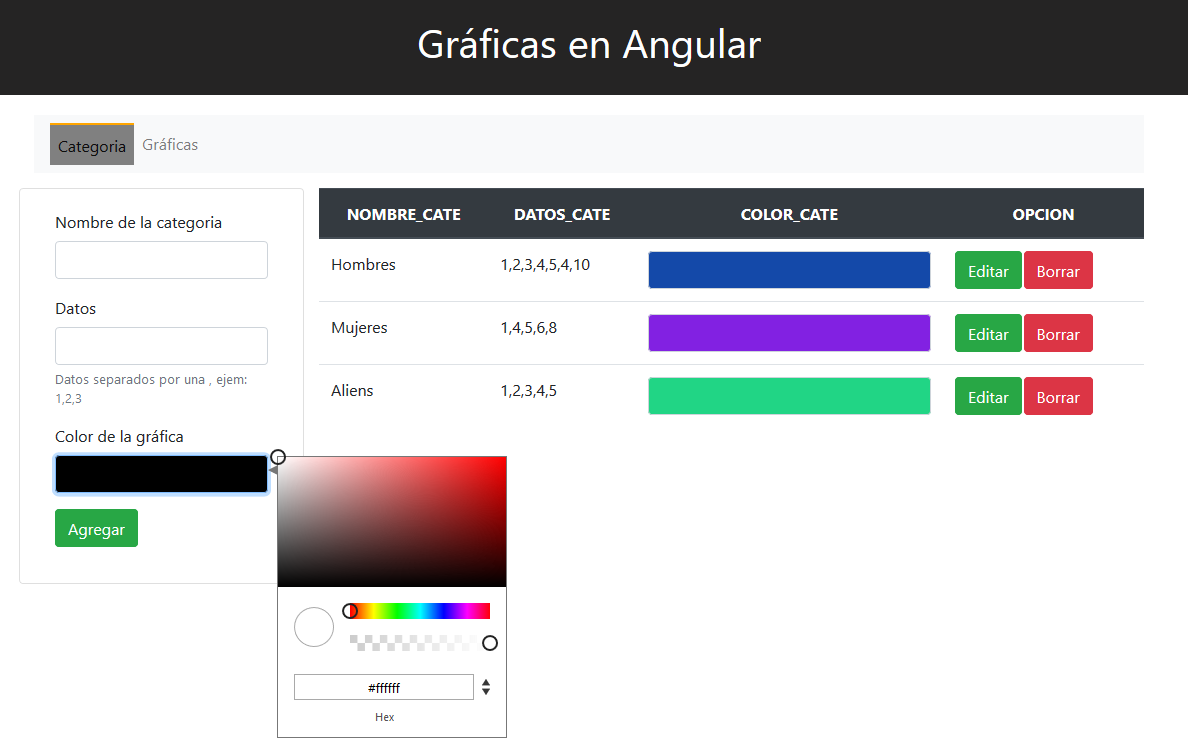 Gráficas en Angular
Categoria Gráficas
Nombre de la categoria
Datos
Datos separados por una , ejem:
1,2,3
Color de la gráfica
Agregar
NOMBRE_CATE DATOS_CATE COLOR_CATE OPCION
Hombres 1,2,3,4,5,4,10 Editar Borrar
Mujeres 1,4,5,6,8 Editar Borrar
Aliens 1,2,3,4,5 Editar Borrar
#ffffff
Hex